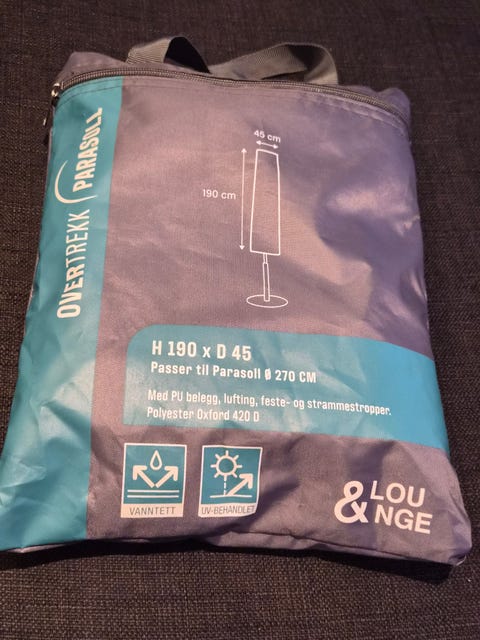 OVERTREKK PARASOLL
45 cm
190 cm
H 190 x D 45
Passer til Parasoll Ø 270 CM
Med PU belegg, lufting, feste- og strammestropper.
Polyester Oxford 420 D
VANNTETT
UV-BEHANDLET
& LOU
NGE